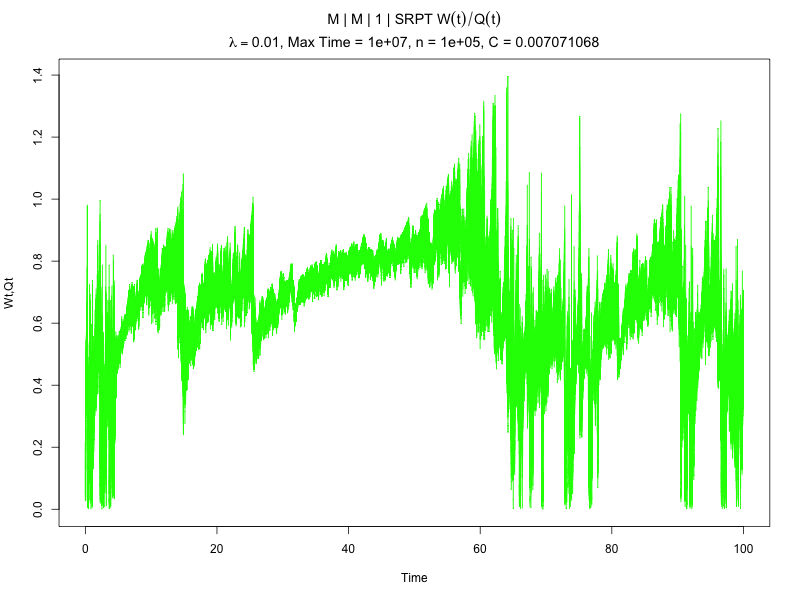 M | M | 1 | SRPT W(t)/Q(t)
λ = 0.01, Max Time = 1e+07, n = 1e+05, C = 0.007071068
1.4
1.2
1.0
0.8
0.6
0.4
0.2
0.0
Wt,Qt
0 20 40 60 80 100
Time